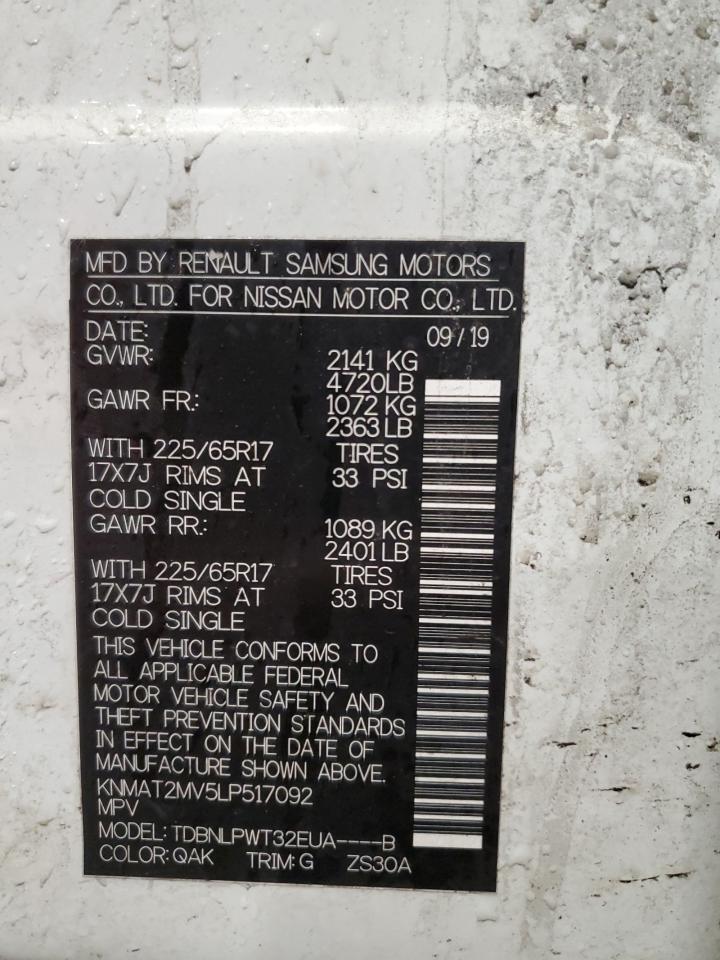 MFD BY RENAULT SAMSUNG MOTORS
CO., LTD. FOR NISSAN MOTOR CO., LTD.
DATE: 09 / 19
GVWR: 2141 KG
4720LB
GAWR FR.: 1072 KG
2363 LB
WITH 225/65R17 TIRES
17X7J RIMS AT 33 PSI
COLD SINGLE
GAWR RR.: 1089 KG
2401 LB
WITH 225/65R17 TIRES
17X7J RIMS AT 33 PSI
COLD SINGLE
THIS VEHICLE CONFORMS TO
ALL APPLICABLE FEDERAL
MOTOR VEHICLE SAFETY AND
THEFT PREVENTION STANDARDS
IN EFFECT ON THE DATE OF
MANUFACTURE SHOWN ABOVE.
KNMAT2MV5LP517092
MPV
MODEL: TDBNLPWT32EUA----B
COLOR: QAK TRIM: G ZS30A